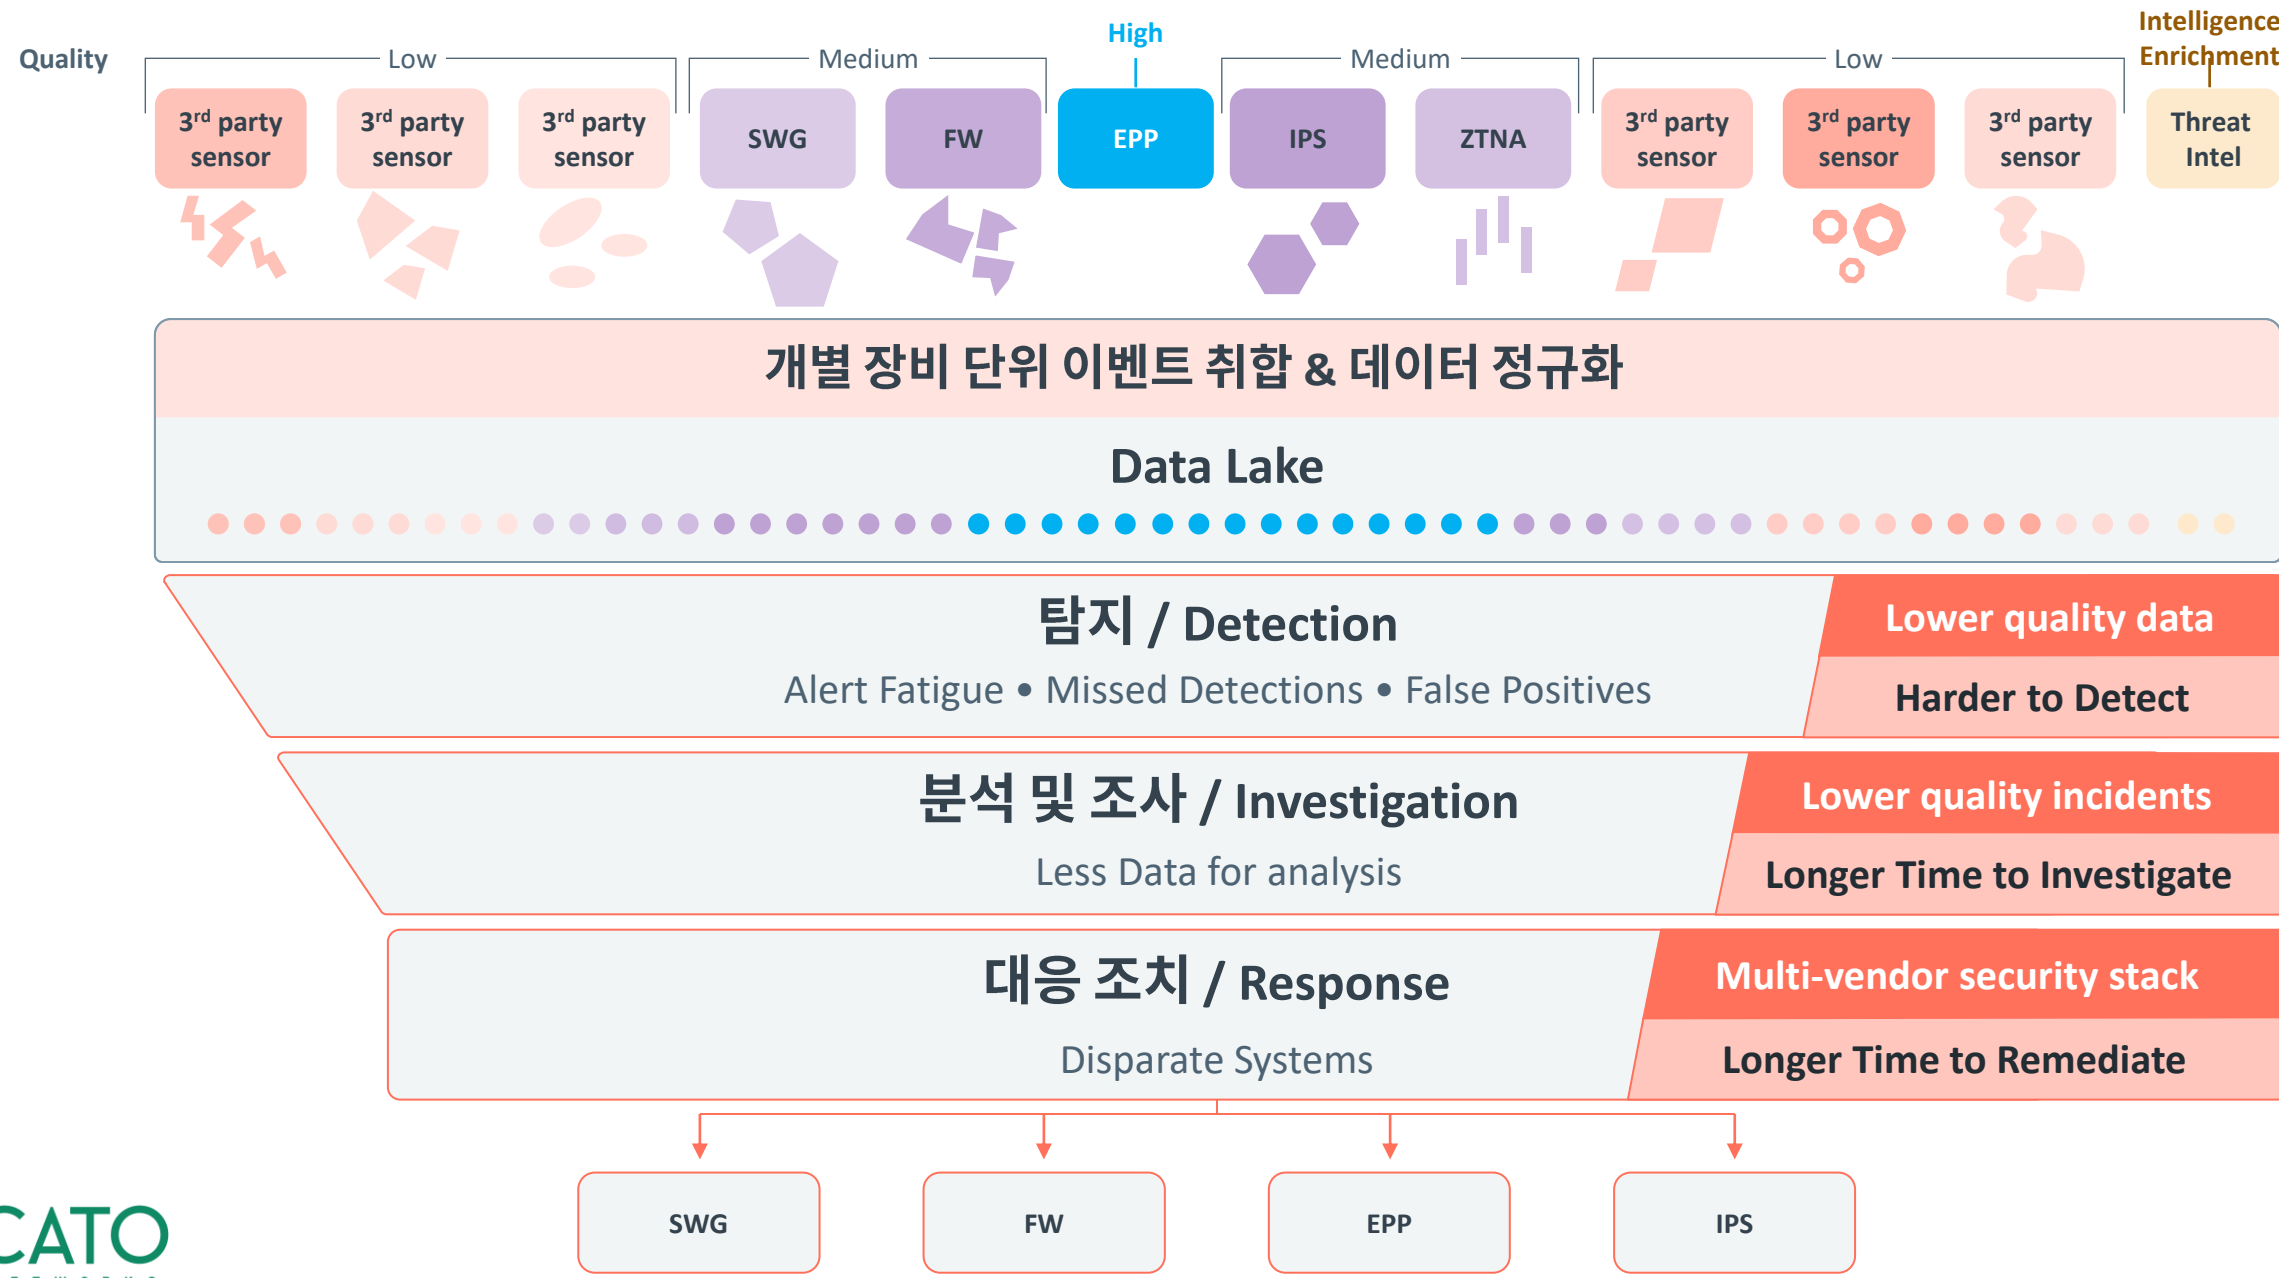 Intelligence
Enrichment
High
Quality
Low
Medium
Medium
Low
3rd party
sensor
3rd party
sensor
3rd party
sensor
SWG
FW
EPP
IPS
ZTNA
3rd party
sensor
3rd party
sensor
3rd party
sensor
Threat
Intel
개별 장비 단위 이벤트 취합 & 데이터 정규화
Data Lake
탐지 / Detection
Alert Fatigue • Missed Detections • False Positives
Lower quality data
Harder to Detect
분석 및 조사 / Investigation
Less Data for analysis
Lower quality incidents
Longer Time to Investigate
대응 조치 / Response
Disparate Systems
Multi-vendor security stack
Longer Time to Remediate
SWG
FW
EPP
IPS
CATO